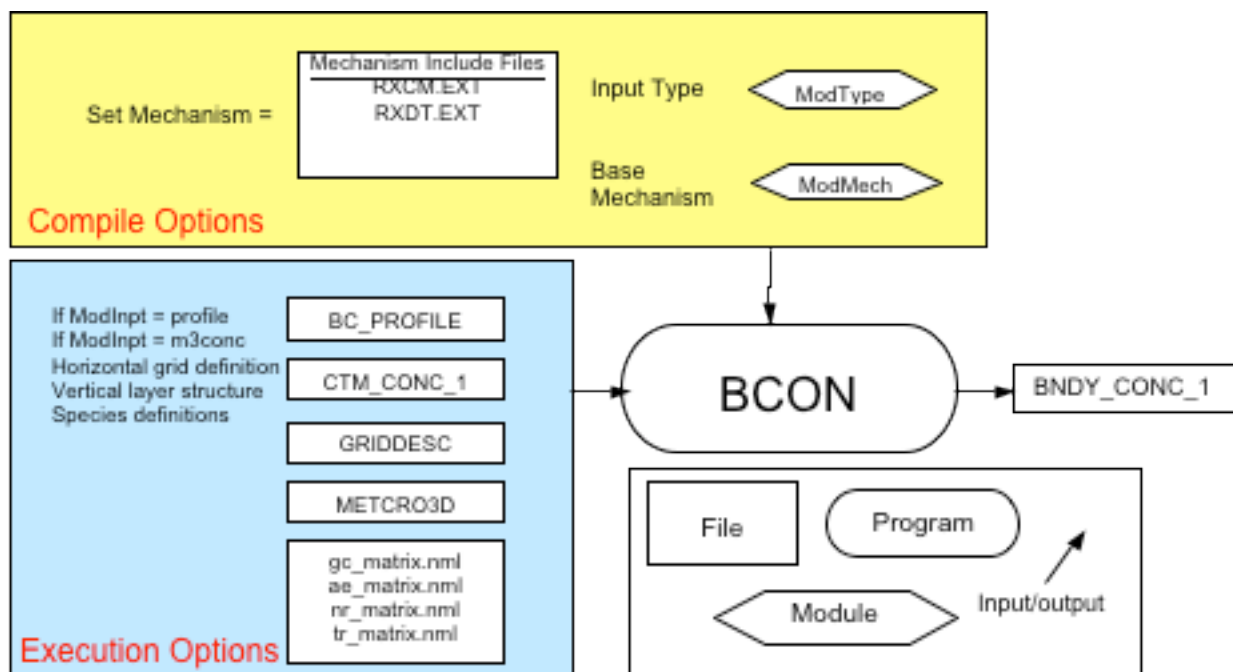 Mechanism Include Files
RXCM.EXT
RXDT.EXT
Set Mechanism =
Input Type
ModType
Base
Mechanism
ModMech
Compile Options
If ModInpt = profile
If ModInpt = m3conc
Horizontal grid definition
Vertical layer structure
Species definitions
BC_PROFILE
CTM_CONC_1
GRIDDESC
METCRO3D
gc_matrix.nml
ae_matrix.nml
nr_matrix.nml
tr_matrix.nml
Execution Options
BCON
BNDY_CONC_1
File
Program
Module
Input/output